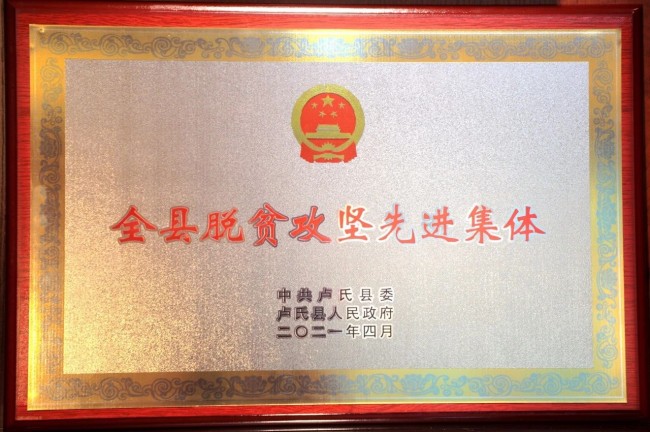 全县脱贫攻坚先进集体
中共卢氏县委
卢氏县人民政府
二〇二一年四月